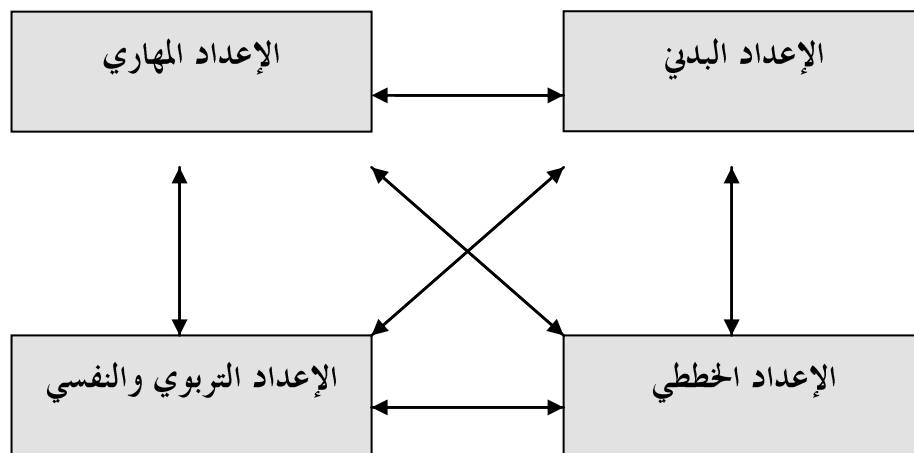 الإعداد البدني
الإعداد المهاري
الإعداد الخططي
الإعداد التربوي والنفسي